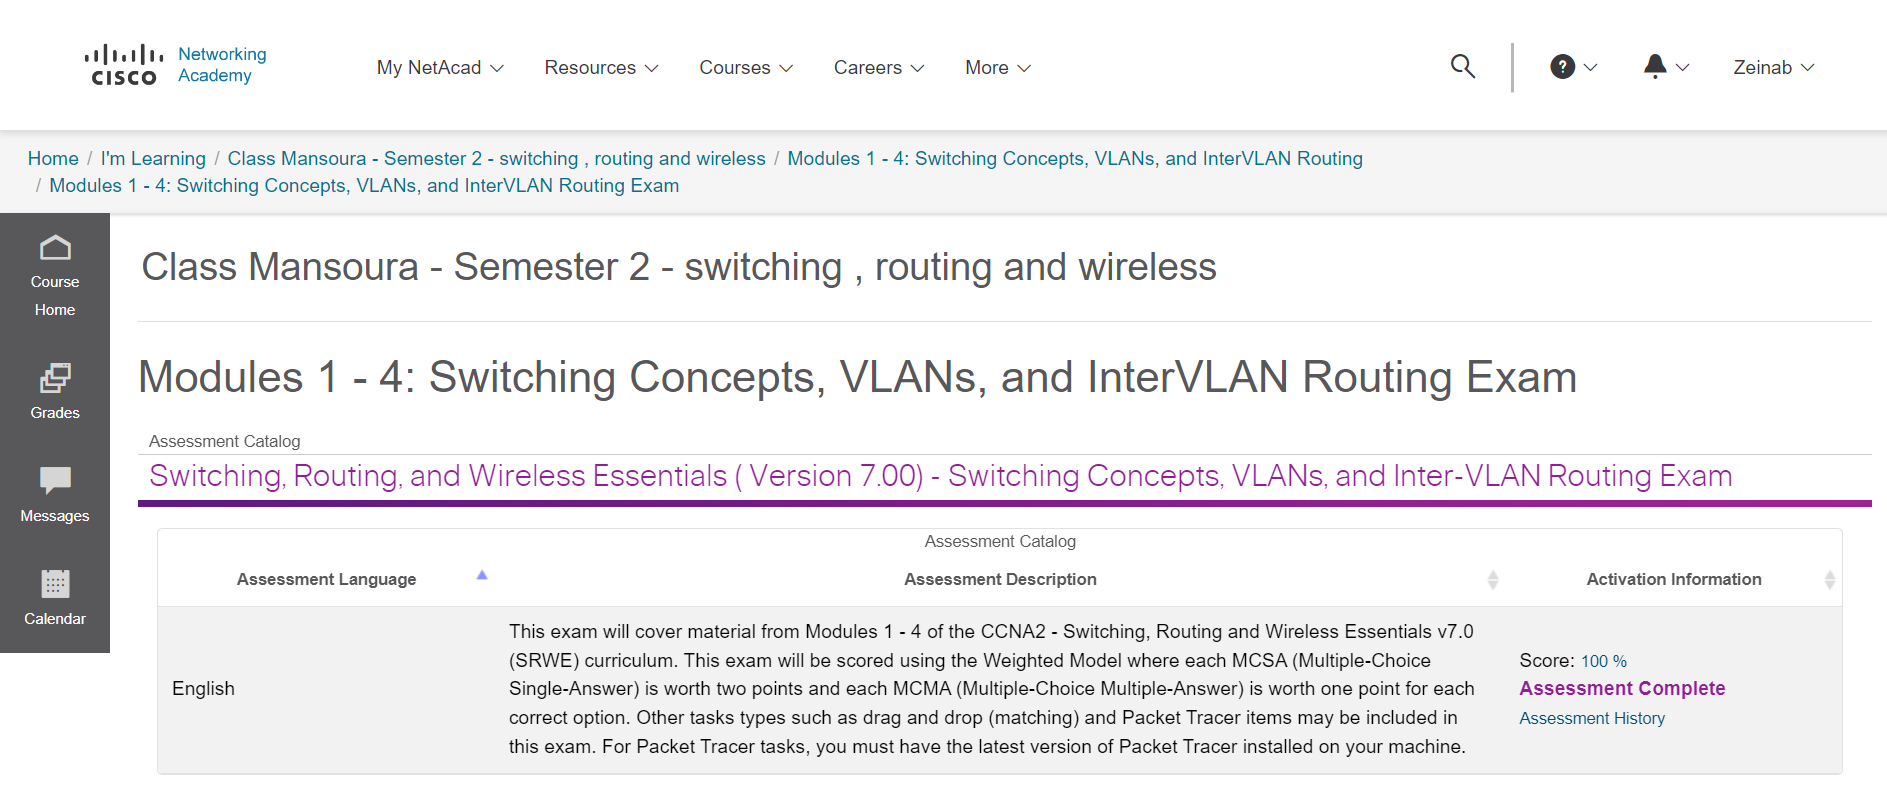 CISCO
Networking
Academy
My NetAcad
Resources
Courses
Careers
More
?
Zeinab
Home / I'm Learning / Class Mansoura - Semester 2 - switching , routing and wireless / Modules 1 - 4: Switching Concepts, VLANs, and InterVLAN Routing
/ Modules 1 - 4: Switching Concepts, VLANs, and InterVLAN Routing Exam
Course
Home
Grades
Messages
Calendar
Class Mansoura - Semester 2 - switching , routing and wireless
Modules 1 - 4: Switching Concepts, VLANs, and InterVLAN Routing Exam
Assessment Catalog
Switching, Routing, and Wireless Essentials ( Version 7.00) - Switching Concepts, VLANs, and Inter-VLAN Routing Exam
Assessment Catalog
Assessment Language
Assessment Description
Activation Information
English
This exam will cover material from Modules 1 - 4 of the CCNA2 - Switching, Routing and Wireless Essentials v7.0
(SRWE) curriculum. This exam will be scored using the Weighted Model where each MCSA (Multiple-Choice
Single-Answer) is worth two points and each MCMA (Multiple-Choice Multiple-Answer) is worth one point for each
correct option. Other tasks types such as drag and drop (matching) and Packet Tracer items may be included in
this exam. For Packet Tracer tasks, you must have the latest version of Packet Tracer installed on your machine.
Score: 100 %
Assessment Complete
Assessment History